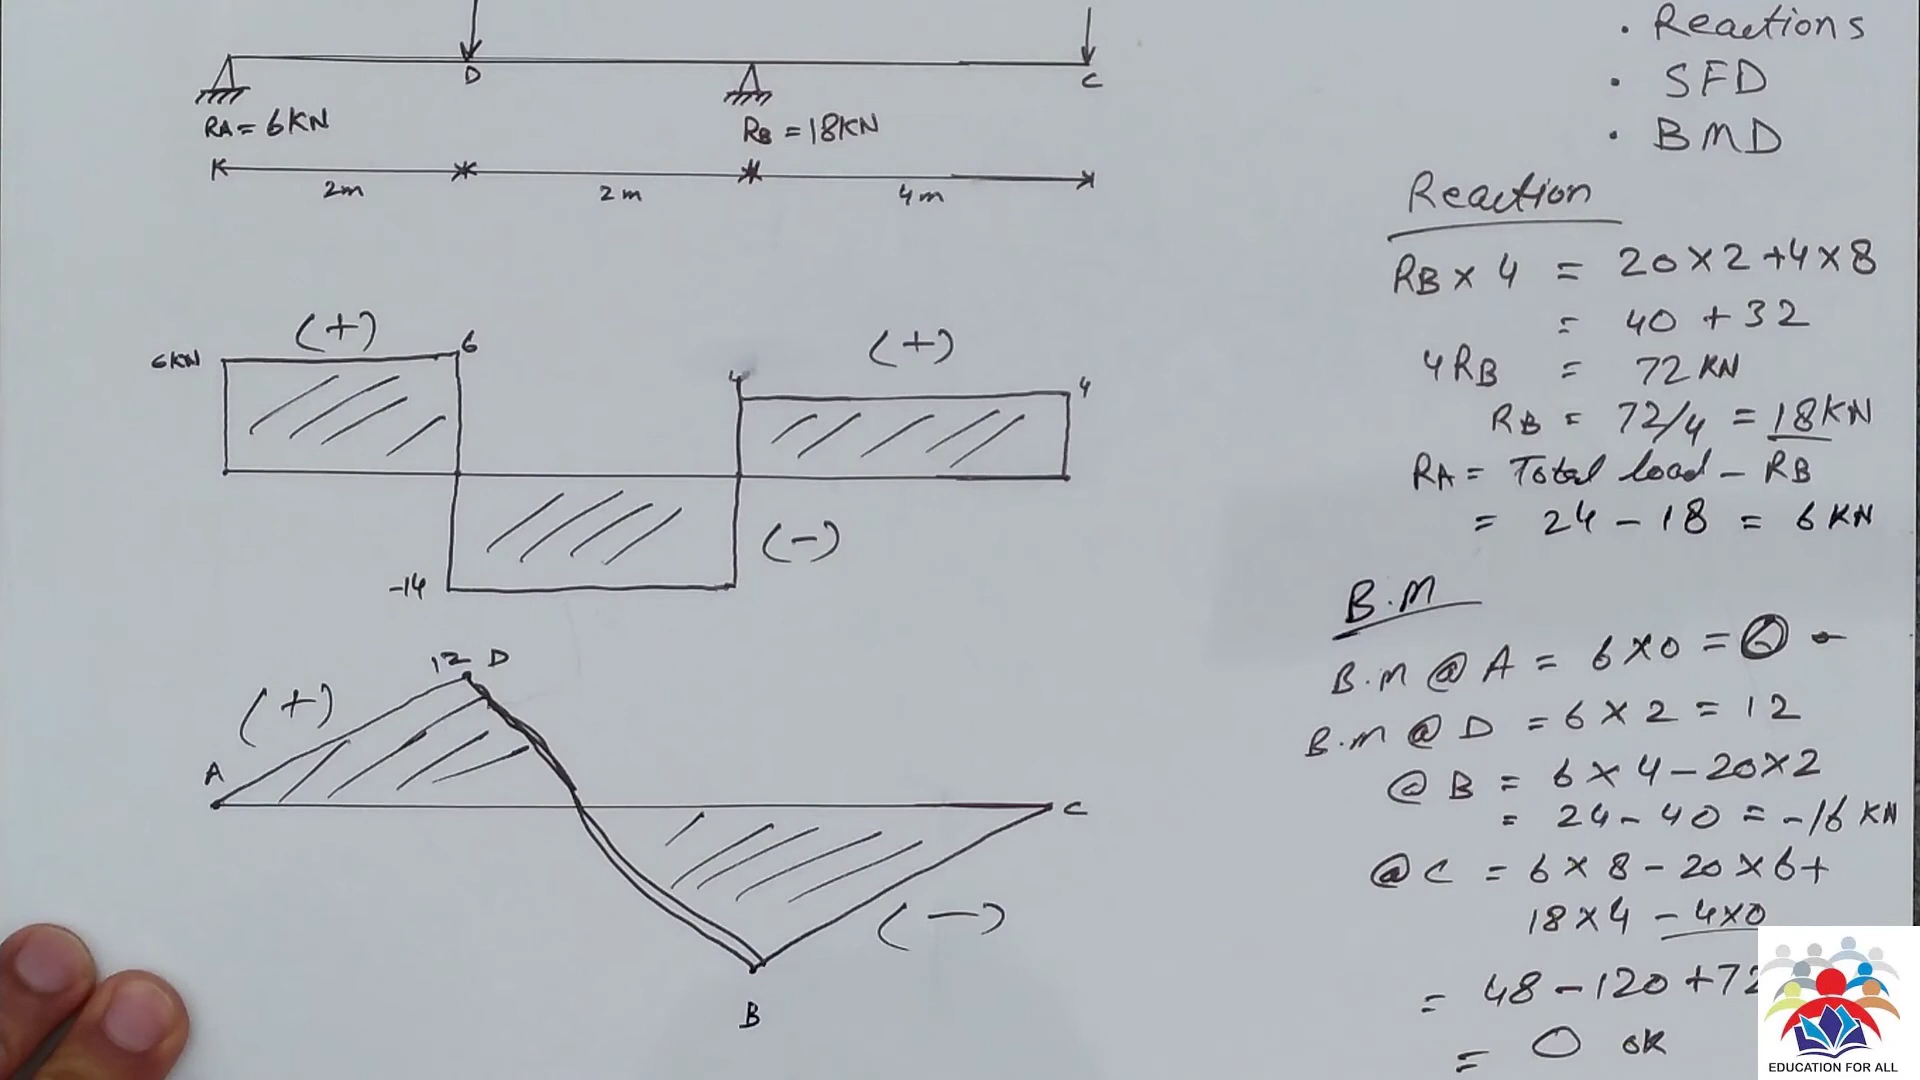 D
C
RA = 6KN
RB = 18KN
2m
2m
4m
6KN
(+)
6
4
(+)
4
-14
(-)
(+)
12 D
A
C
(-)
B
. Reactions
. SFD
. BMD
Reaction
RB × 4 = 20×2+4×8
= 40 + 32
4RB = 72 KN
RB = 72/4 = 18KN
RA = Total load - RB
= 24 - 18 = 6 KN
B.M
B.M @ A = 6×0 = 0 -
B.M @ D = 6 × 2 = 12
@ B = 6 × 4 - 20×2
= 24 - 40 = -16 KN
@ C = 6 × 8 - 20 × 6 +
18 × 4 - 4×0
= 48 - 120 + 72
= 0 ok
EDUCATION FOR ALL